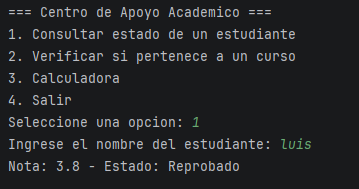 === Centro de Apoyo Academico ===
1. Consultar estado de un estudiante
2. Verificar si pertenece a un curso
3. Calculadora
4. Salir
Seleccione una opcion: 1
Ingrese el nombre del estudiante: luis
Nota: 3.8 - Estado: Reprobado